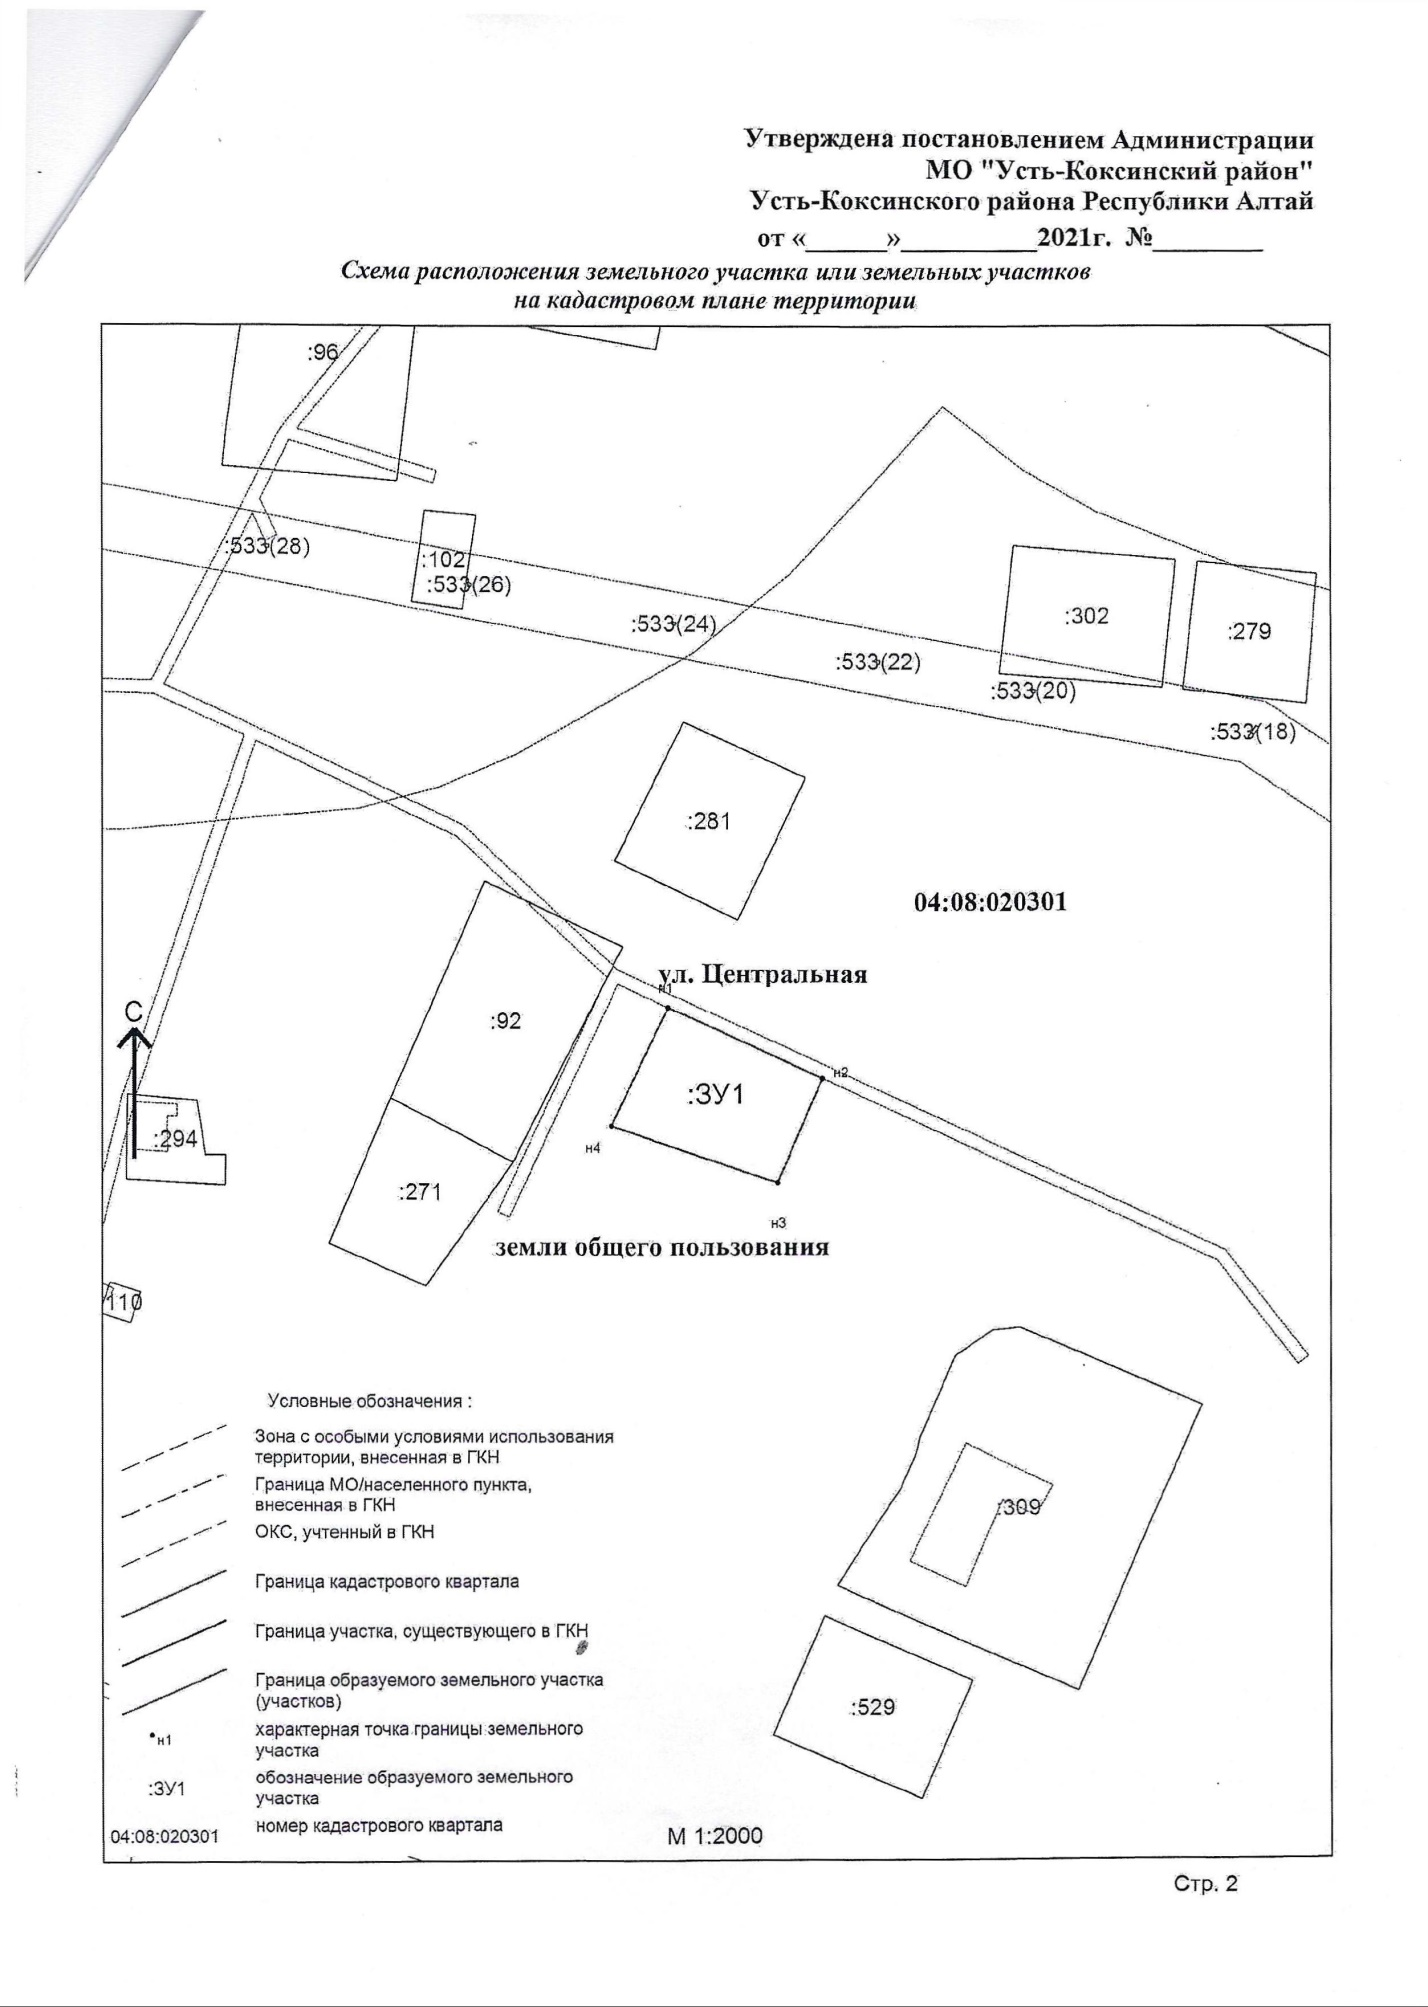 Утверждена постановлением Администрации
МО "Усть-Коксинский район"
Усть-Коксинского района Республики Алтай
от «______»__________2021г. №________
Схема расположения земельного участка или земельных участков
на кадастровом плане территории
:96
:533(28)
:102
:533(26)
:533(24)
:533(22)
:302
:279
:533(20)
:533(18)
:281
04:08:020301
ул. Центральная
н1
:92
С
н2
:ЗУ1
:294
н4
:271
н3
земли общего пользования
110
Условные обозначения :
Зона с особыми условиями использования
территории, внесенная в ГКН
Граница МО/населенного пункта,
внесенная в ГКН
ОКС, учтенный в ГКН
:309
Граница кадастрового квартала
Граница участка, существующего в ГКН
Граница образуемого земельного участка
(участков)
:529
н1
характерная точка границы земельного
участка
:ЗУ1
обозначение образуемого земельного
участка
04:08:020301
номер кадастрового квартала
М 1:2000
Стр. 2